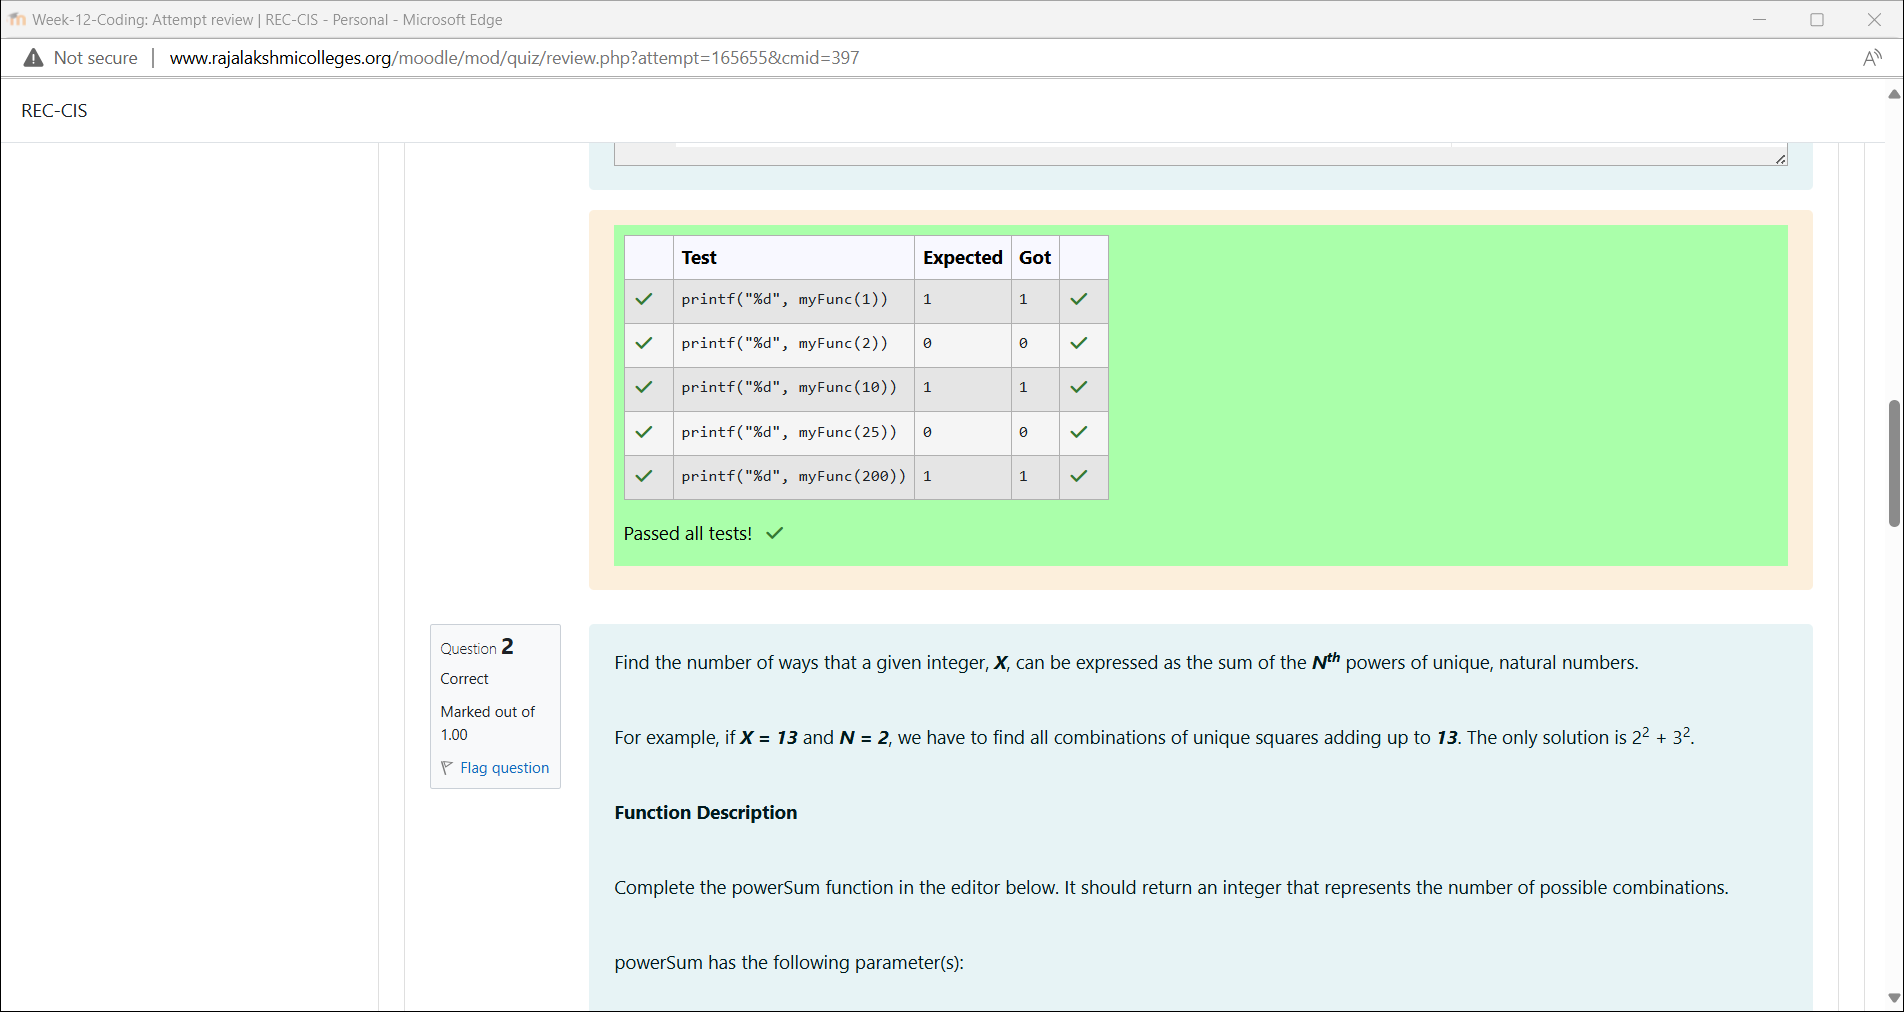 Week-12-Coding: Attempt review | REC-CIS - Personal - Microsoft Edge
Not secure | www.rajalakshmicolleges.org/moodle/mod/quiz/review.php?attempt=165655&cmid=397
REC-CIS
Test Expected Got
printf("%d", myFunc(1)) 1 1
printf("%d", myFunc(2)) 0 0
printf("%d", myFunc(10)) 1 1
printf("%d", myFunc(25)) 0 0
printf("%d", myFunc(200)) 1 1
Passed all tests!
Question 2
Correct
Marked out of
1.00
Flag question
Find the number of ways that a given integer, X, can be expressed as the sum of the Nth powers of unique, natural numbers.
For example, if X = 13 and N = 2, we have to find all combinations of unique squares adding up to 13. The only solution is 2² + 3².
Function Description
Complete the powerSum function in the editor below. It should return an integer that represents the number of possible combinations.
powerSum has the following parameter(s):